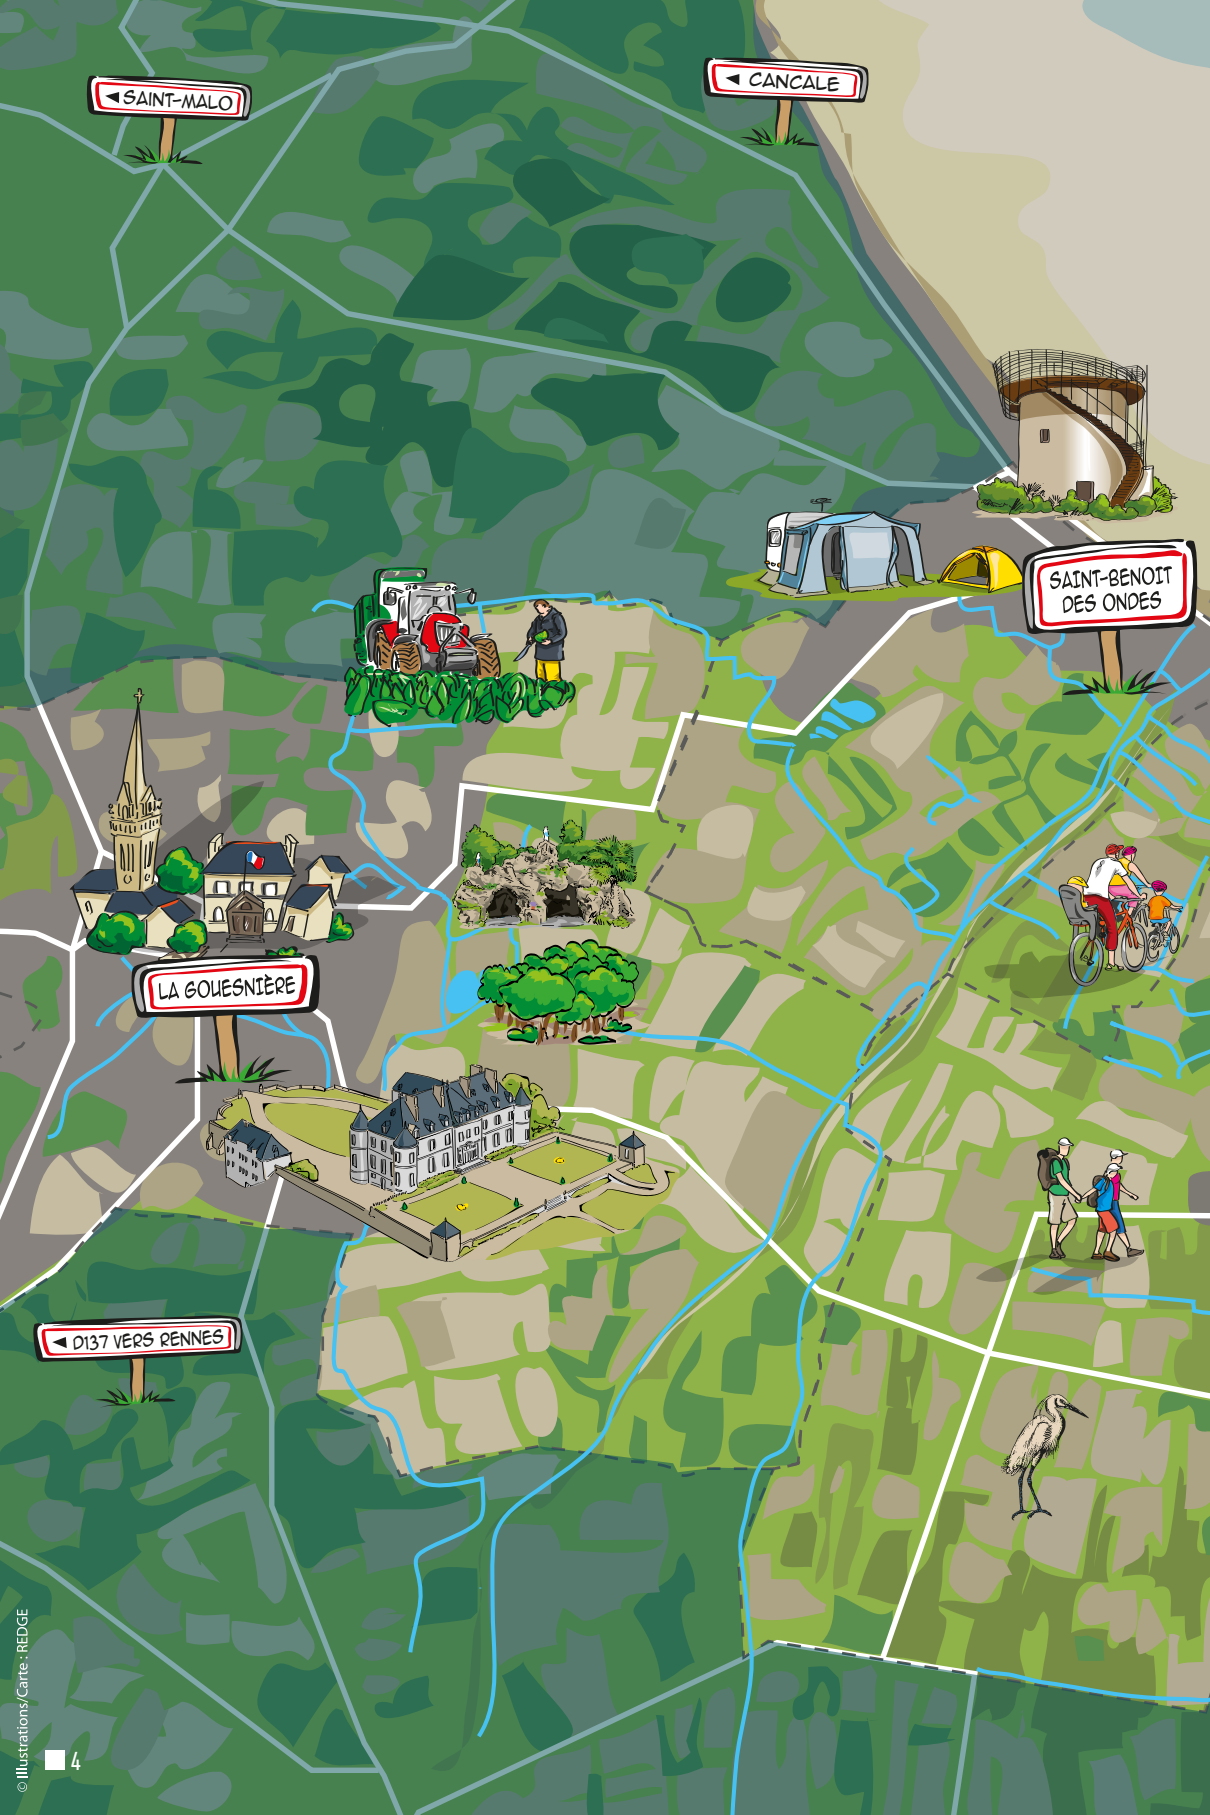 ◄ SAINT-MALO
◄ CANCALE
SAINT-BENOIT
DES ONDES
LA GOUESNIÈRE
◄ D137 VERS RENNES
© Illustrations/Carte : REDGE
4